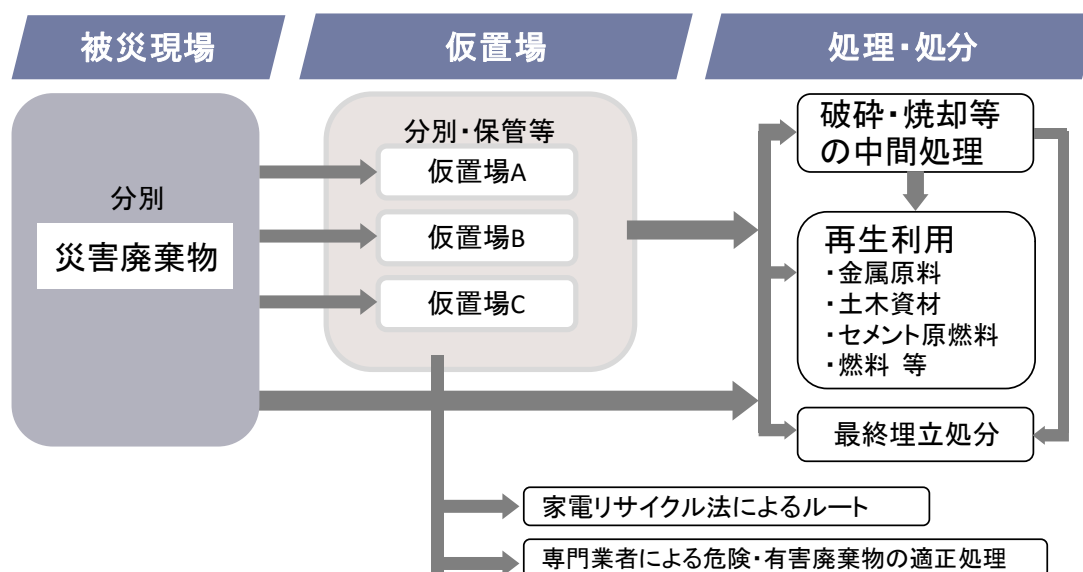 被災現場
仮置場
処理・処分
分別
災害廃棄物
分別・保管等
仮置場A
仮置場B
仮置場C
破砕・焼却等
の中間処理
再生利用
・金属原料
・土木資材
・セメント原燃料
・燃料 等
最終埋立処分
家電リサイクル法によるルート
専門業者による危険・有害廃棄物の適正処理